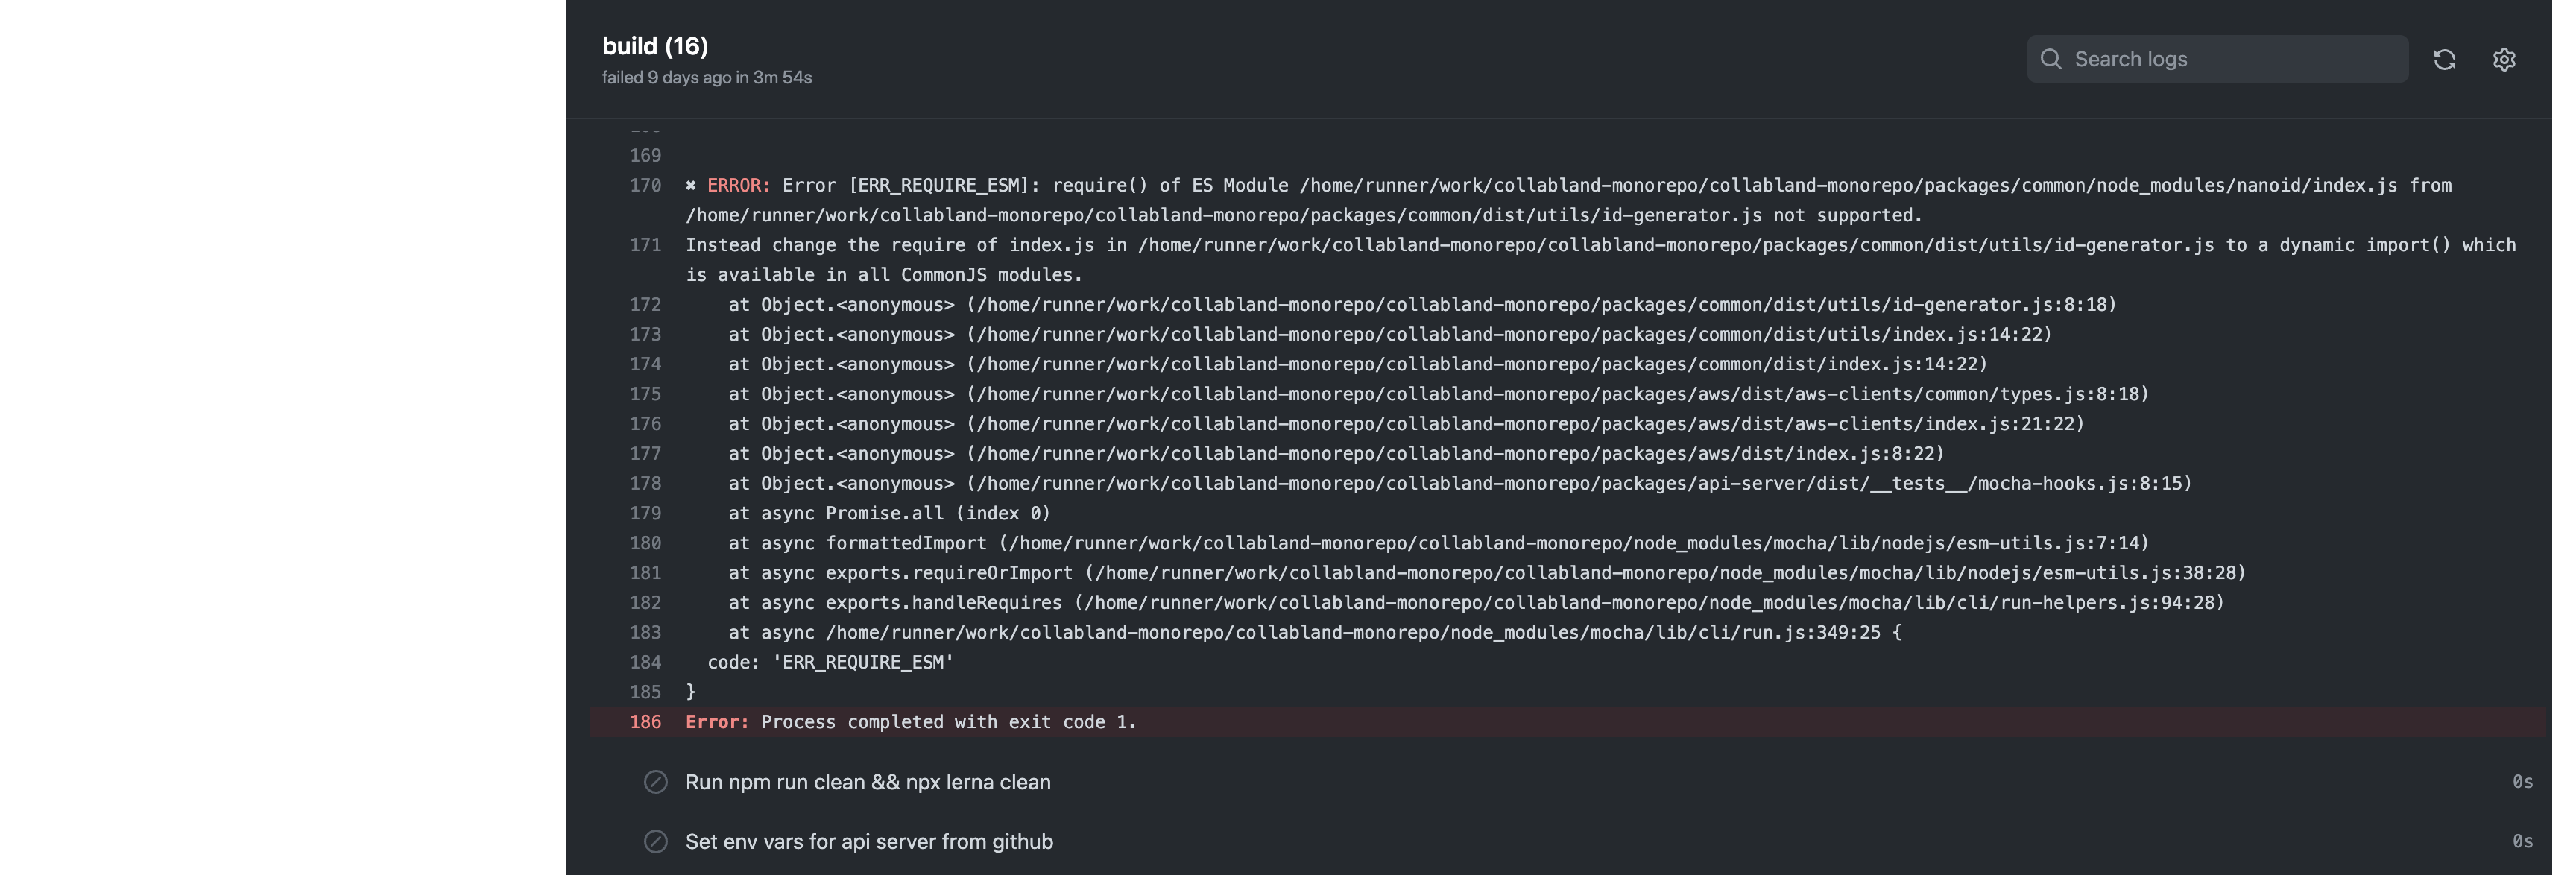 build (16)
failed 9 days ago in 3m 54s
Search logs
169
170 ✖ ERROR: Error [ERR_REQUIRE_ESM]: require() of ES Module /home/runner/work/collabland-monorepo/collabland-monorepo/packages/common/node_modules/nanoid/index.js from
/home/runner/work/collabland-monorepo/collabland-monorepo/packages/common/dist/utils/id-generator.js not supported.
171 Instead change the require of index.js in /home/runner/work/collabland-monorepo/collabland-monorepo/packages/common/dist/utils/id-generator.js to a dynamic import() which
is available in all CommonJS modules.
172 at Object.<anonymous> (/home/runner/work/collabland-monorepo/collabland-monorepo/packages/common/dist/utils/id-generator.js:8:18)
173 at Object.<anonymous> (/home/runner/work/collabland-monorepo/collabland-monorepo/packages/common/dist/utils/index.js:14:22)
174 at Object.<anonymous> (/home/runner/work/collabland-monorepo/collabland-monorepo/packages/common/dist/index.js:14:22)
175 at Object.<anonymous> (/home/runner/work/collabland-monorepo/collabland-monorepo/packages/aws/dist/aws-clients/common/types.js:8:18)
176 at Object.<anonymous> (/home/runner/work/collabland-monorepo/collabland-monorepo/packages/aws/dist/aws-clients/index.js:21:22)
177 at Object.<anonymous> (/home/runner/work/collabland-monorepo/collabland-monorepo/packages/aws/dist/index.js:8:22)
178 at Object.<anonymous> (/home/runner/work/collabland-monorepo/collabland-monorepo/packages/api-server/dist/__tests__/mocha-hooks.js:8:15)
179 at async Promise.all (index 0)
180 at async formattedImport (/home/runner/work/collabland-monorepo/collabland-monorepo/node_modules/mocha/lib/nodejs/esm-utils.js:7:14)
181 at async exports.requireOrImport (/home/runner/work/collabland-monorepo/collabland-monorepo/node_modules/mocha/lib/nodejs/esm-utils.js:38:28)
182 at async exports.handleRequires (/home/runner/work/collabland-monorepo/collabland-monorepo/node_modules/mocha/lib/cli/run-helpers.js:94:28)
183 at async /home/runner/work/collabland-monorepo/collabland-monorepo/node_modules/mocha/lib/cli/run.js:349:25 {
184 code: 'ERR_REQUIRE_ESM'
185 }
186 Error: Process completed with exit code 1.
Run npm run clean && npx lerna clean 0s
Set env vars for api server from github 0s